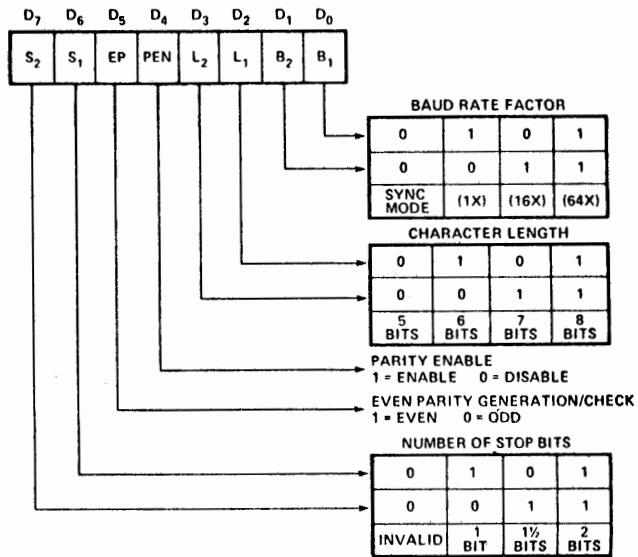 D7 D6 D5 D4 D3 D2 D1 D0
S2 S1 EP PEN L2 L1 B2 B1
BAUD RATE FACTOR
0 1 0 1
0 0 1 1
SYNC MODE (1X) (16X) (64X)
CHARACTER LENGTH
0 1 0 1
0 0 1 1
5 BITS 6 BITS 7 BITS 8 BITS
PARITY ENABLE
1 = ENABLE 0 = DISABLE
EVEN PARITY GENERATION/CHECK
1 = EVEN 0 = ODD
NUMBER OF STOP BITS
0 1 0 1
0 0 1 1
INVALID 1 BIT 1½ BITS 2 BITS